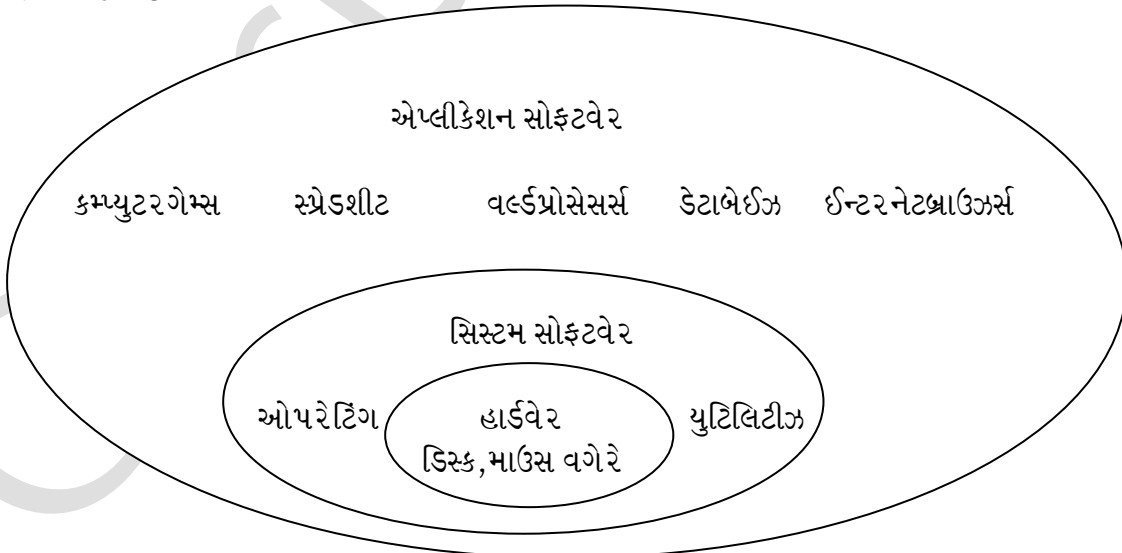 એપ્લીકેશન સોફટવેર
કમ્પ્યુટરગેમ્સ સ્પ્રેડશીટ વર્લ્ડપ્રોસેસર્સ ડેટાબેઈઝ ઈન્ટરનેટબ્રાઉઝર્સ
સિસ્ટમ સોફટવેર
ઓપરેટિંગ હાર્ડવેર યુટિલિટીઝ
ડિસ્ક,માઉસ વગેરે